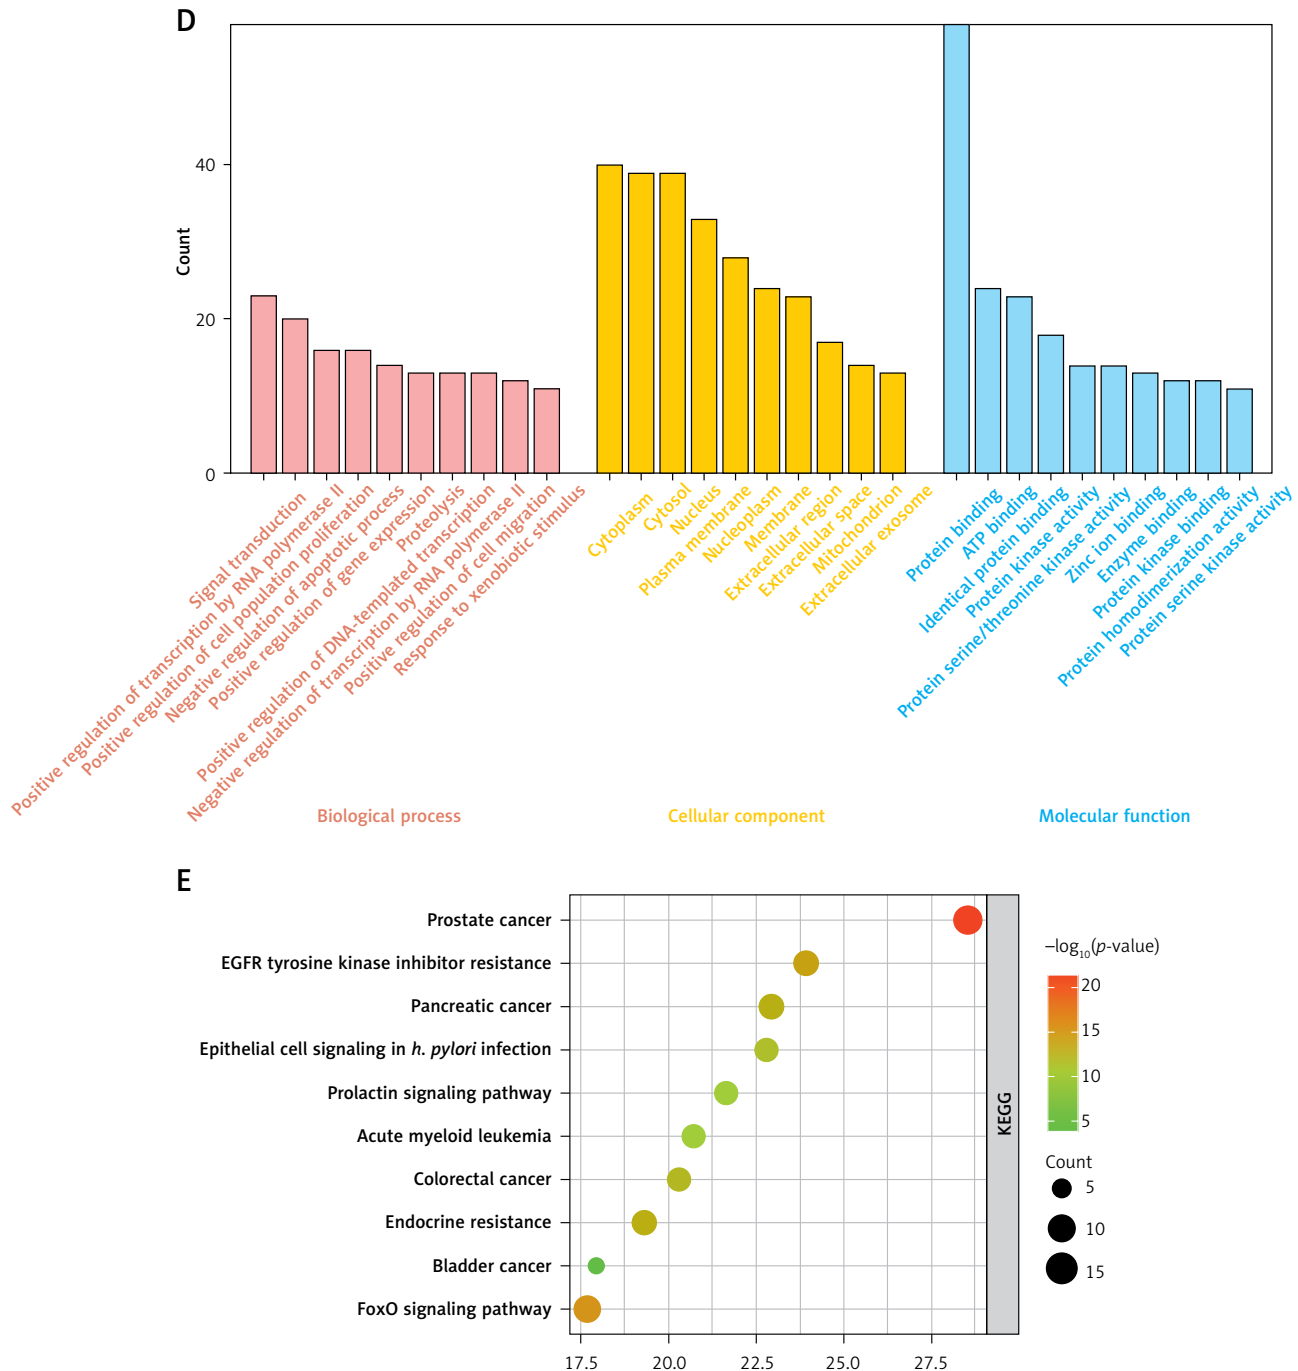 D
Count
40
20
0
Signal transduction
Positive regulation of transcription by RNA polymerase II
Positive regulation of cell population proliferation
Negative regulation of apoptotic process
Positive regulation of gene expression
Proteolysis
Positive regulation of DNA-templated transcription
Negative regulation of transcription by RNA polymerase II
Positive regulation of cell migration
Response to xenobiotic stimulus
Cytoplasm
Cytosol
Nucleus
Plasma membrane
Nucleoplasm
Membrane
Extracellular region
Extracellular space
Mitochondrion
Extracellular exosome
Protein binding
ATP binding
Identical protein binding
Protein kinase activity
Protein serine/threonine kinase activity
Zinc ion binding
Enzyme binding
Protein kinase binding
Protein homodimerization activity
Protein serine kinase activity
Biological process
Cellular component
Molecular function
E
Prostate cancer
EGFR tyrosine kinase inhibitor resistance
Pancreatic cancer
Epithelial cell signaling in h. pylori infection
Prolactin signaling pathway
Acute myeloid leukemia
Colorectal cancer
Endocrine resistance
Bladder cancer
FoxO signaling pathway
17.5 20.0 22.5 25.0 27.5
KEGG
–log10(p-value)
20
15
10
5
Count
5
10
15